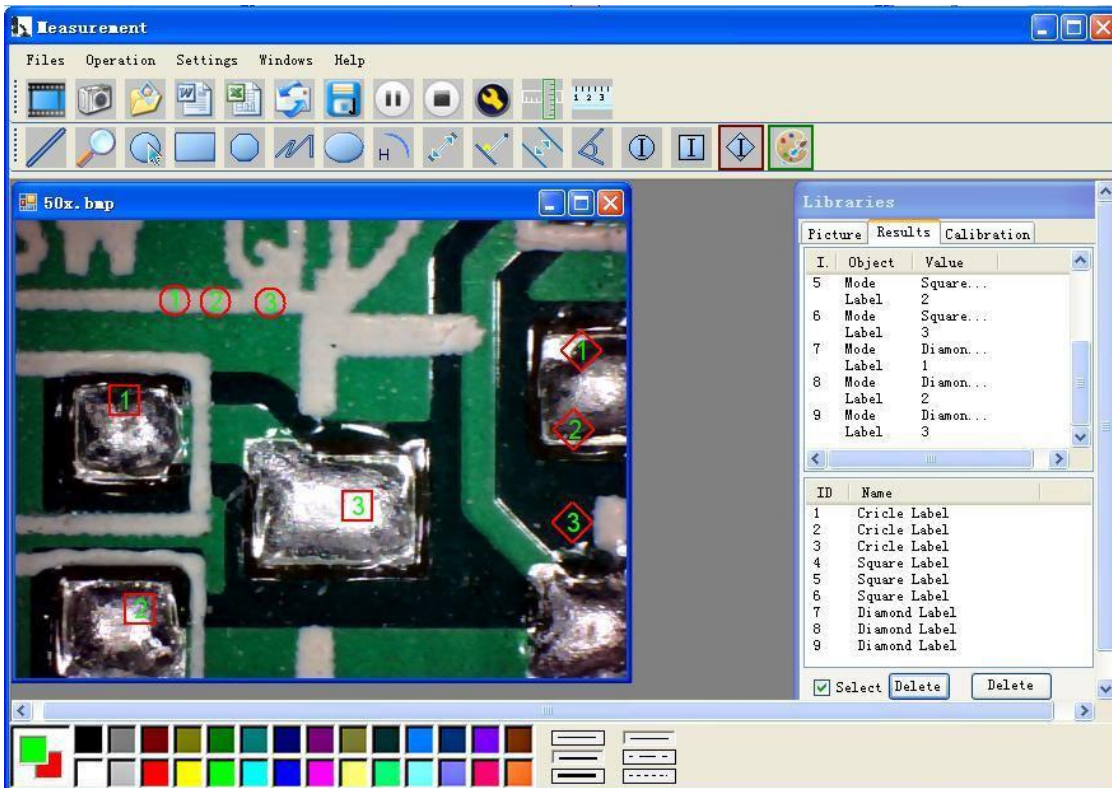 Measurement
Files Operation Settings Windows Help
1 2 3
H
I I I
50x.bmp
1 2 3
1
2
3
1
2
3
Libraries
Picture Results Calibration
I. Object Value
5 Mode Square...
Label 2
6 Mode Square...
Label 3
7 Mode Diamon...
Label 1
8 Mode Diamon...
Label 2
9 Mode Diamon...
Label 3
ID Name
1 Cricle Label
2 Cricle Label
3 Cricle Label
4 Square Label
5 Square Label
6 Square Label
7 Diamond Label
8 Diamond Label
9 Diamond Label
Select Delete Delete